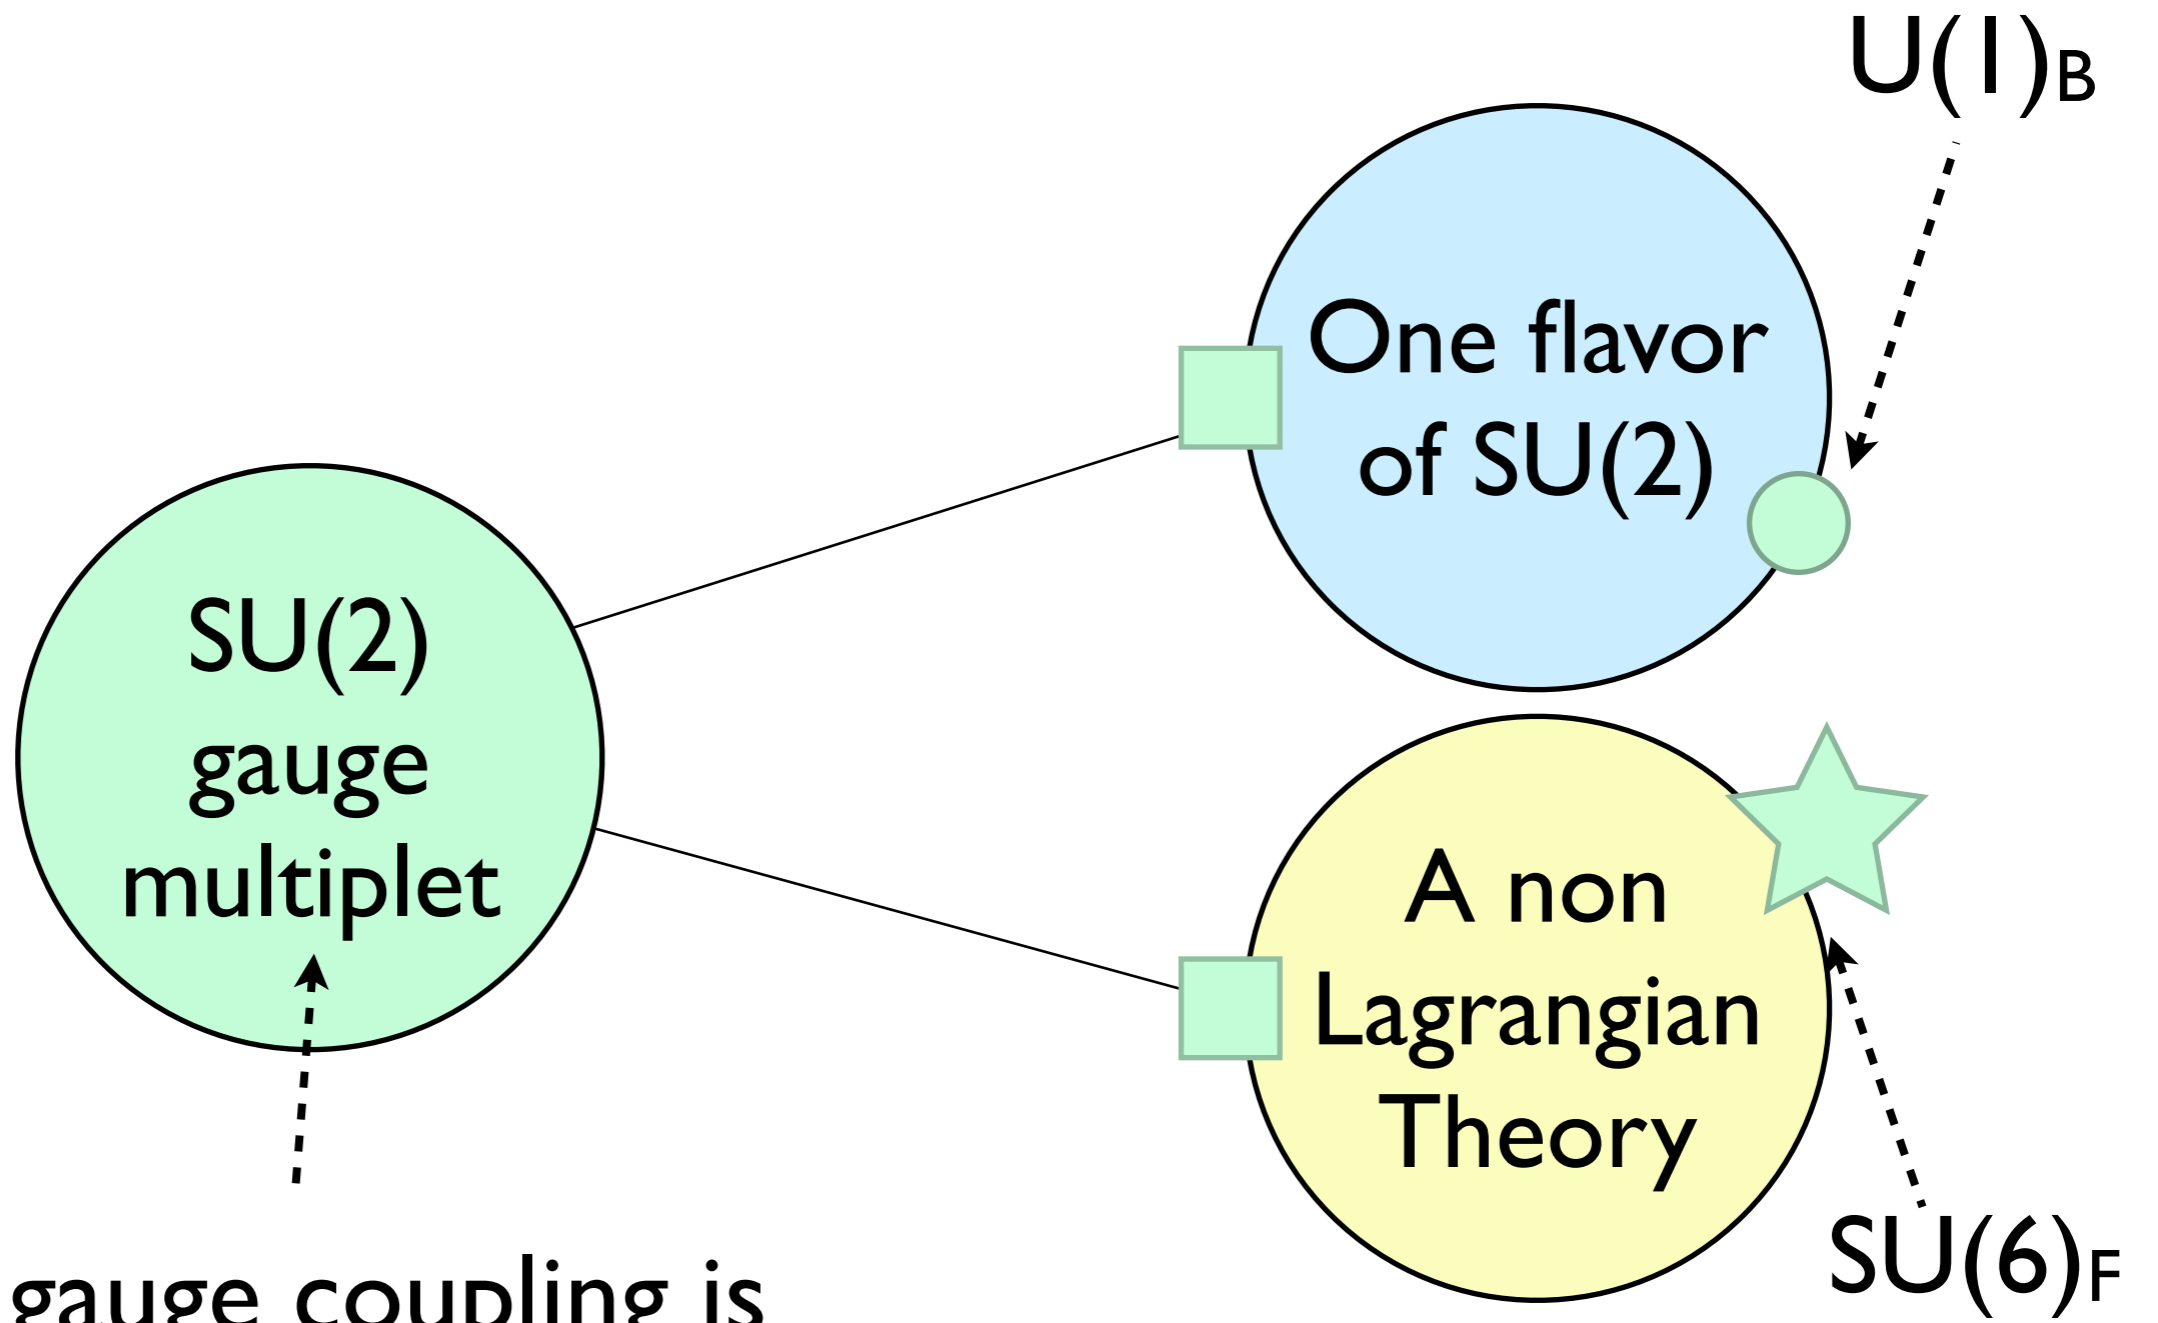 U(1)B
One flavor
of SU(2)
SU(2)
gauge
multiplet
A non
Lagrangian
Theory
SU(6)F
gauge coupling is